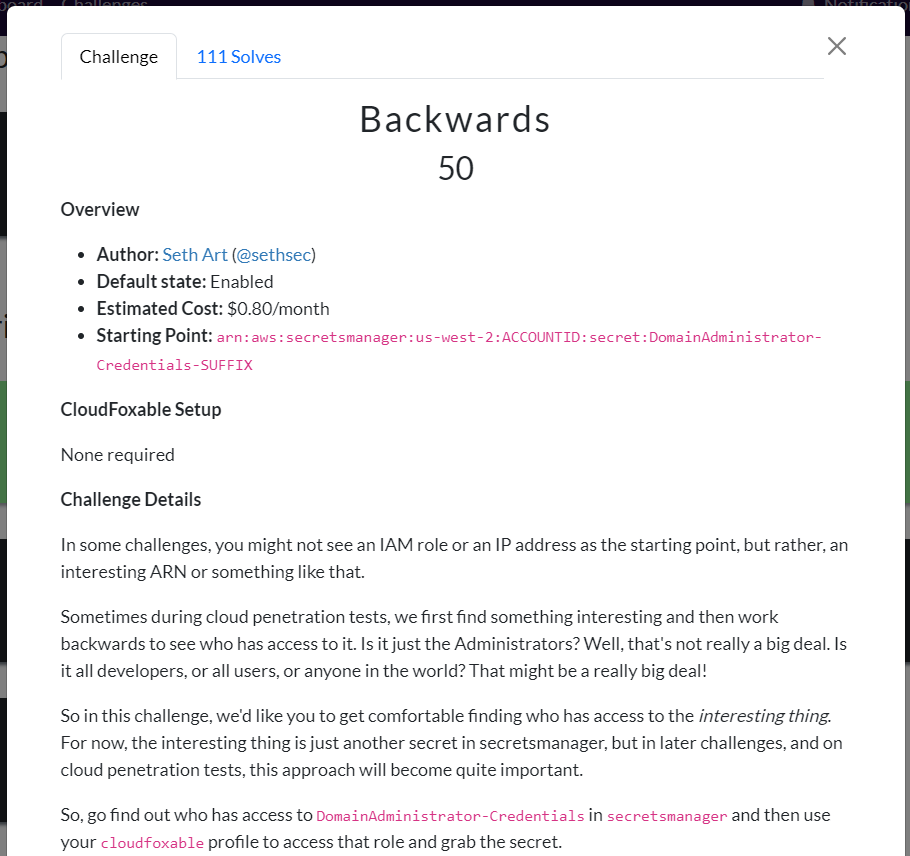 Challenges
Notificatio
Challenge
111 Solves
Backwards
50
Overview
Author: Seth Art (@sethsec)
Default state: Enabled
Estimated Cost: $0.80/month
Starting Point: arn:aws:secretsmanager:us-west-2:ACCOUNTID:secret:DomainAdministrator-
Credentials-SUFFIX
CloudFoxable Setup
None required
Challenge Details
In some challenges, you might not see an IAM role or an IP address as the starting point, but rather, an
interesting ARN or something like that.
Sometimes during cloud penetration tests, we first find something interesting and then work
backwards to see who has access to it. Is it just the Administrators? Well, that's not really a big deal. Is
it all developers, or all users, or anyone in the world? That might be a really big deal!
So in this challenge, we'd like you to get comfortable finding who has access to the interesting thing.
For now, the interesting thing is just another secret in secretsmanager, but in later challenges, and on
cloud penetration tests, this approach will become quite important.
So, go find out who has access to DomainAdministrator-Credentials in secretsmanager and then use
your cloudfoxable profile to access that role and grab the secret.